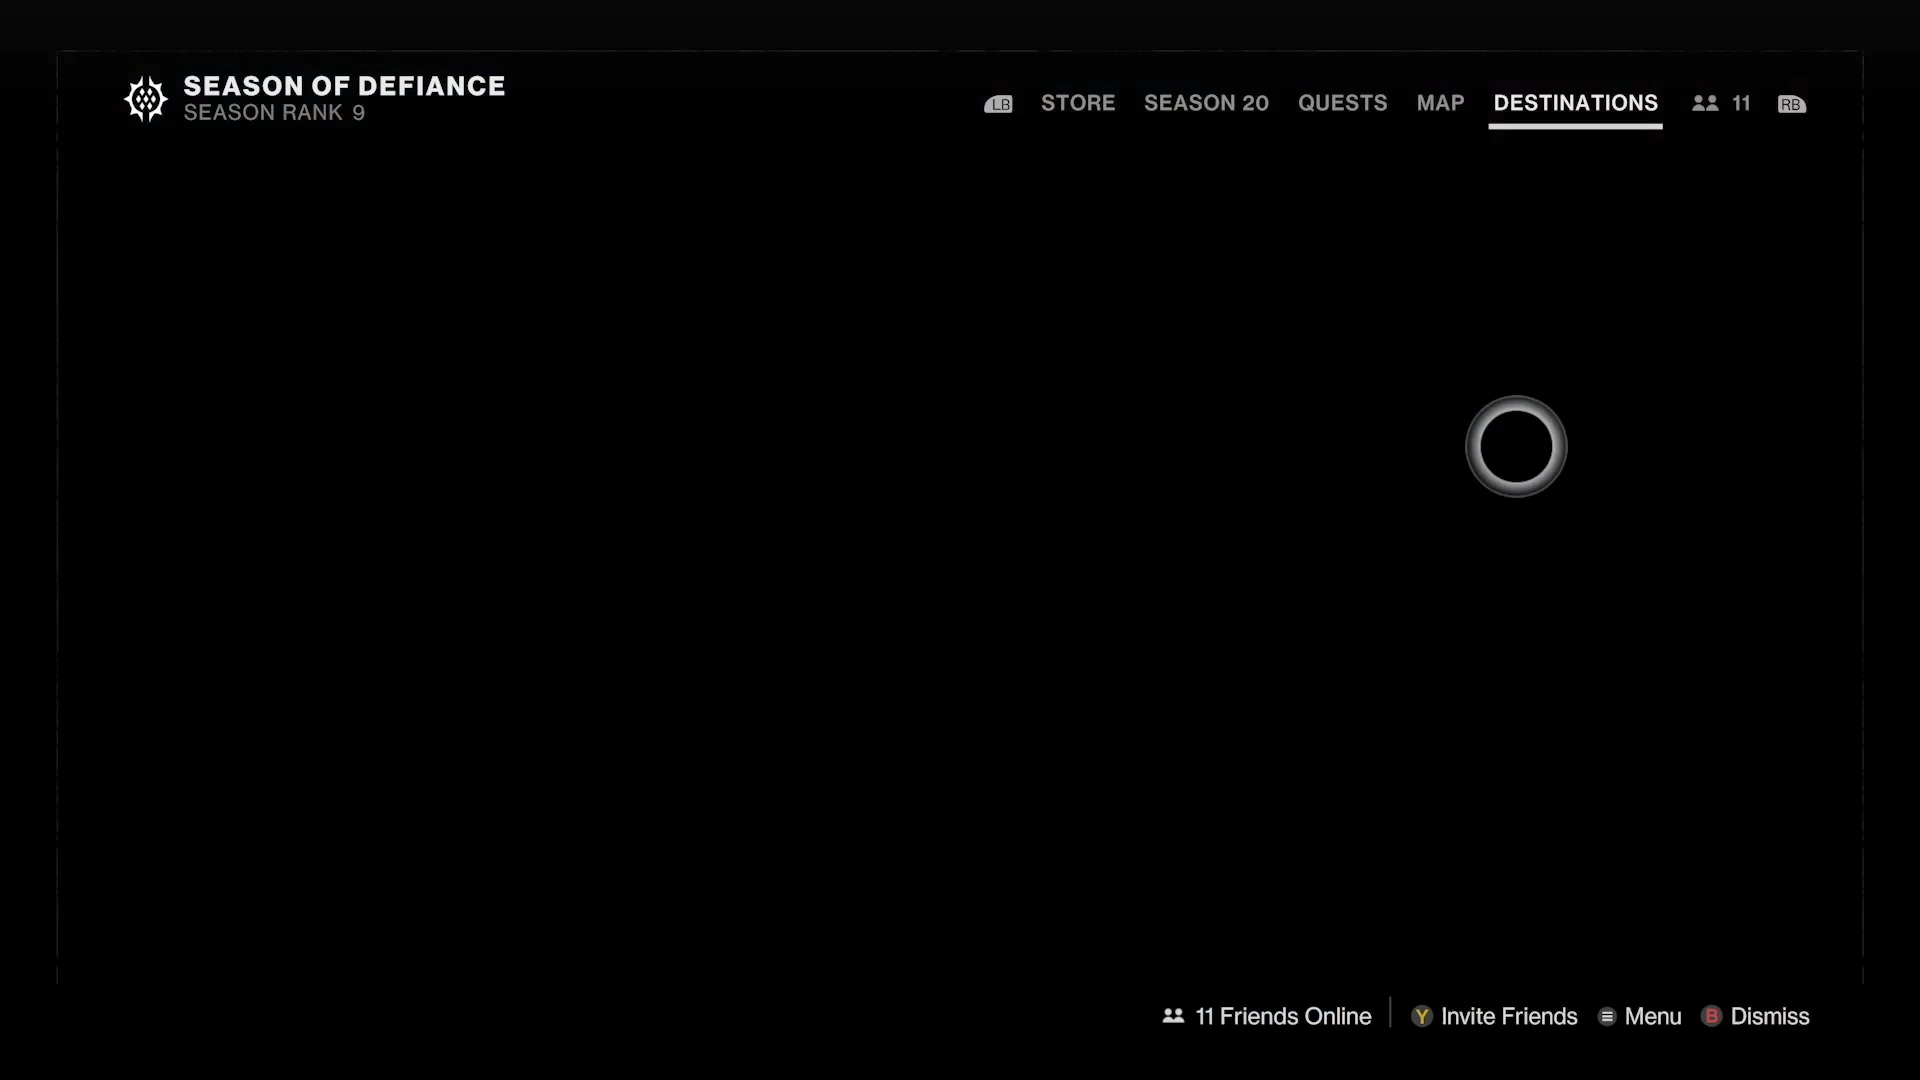 SEASON OF DEFIANCE
SEASON RANK 9
LB STORE SEASON 20 QUESTS MAP DESTINATIONS 11 RB
11 Friends Online Y Invite Friends Menu B Dismiss